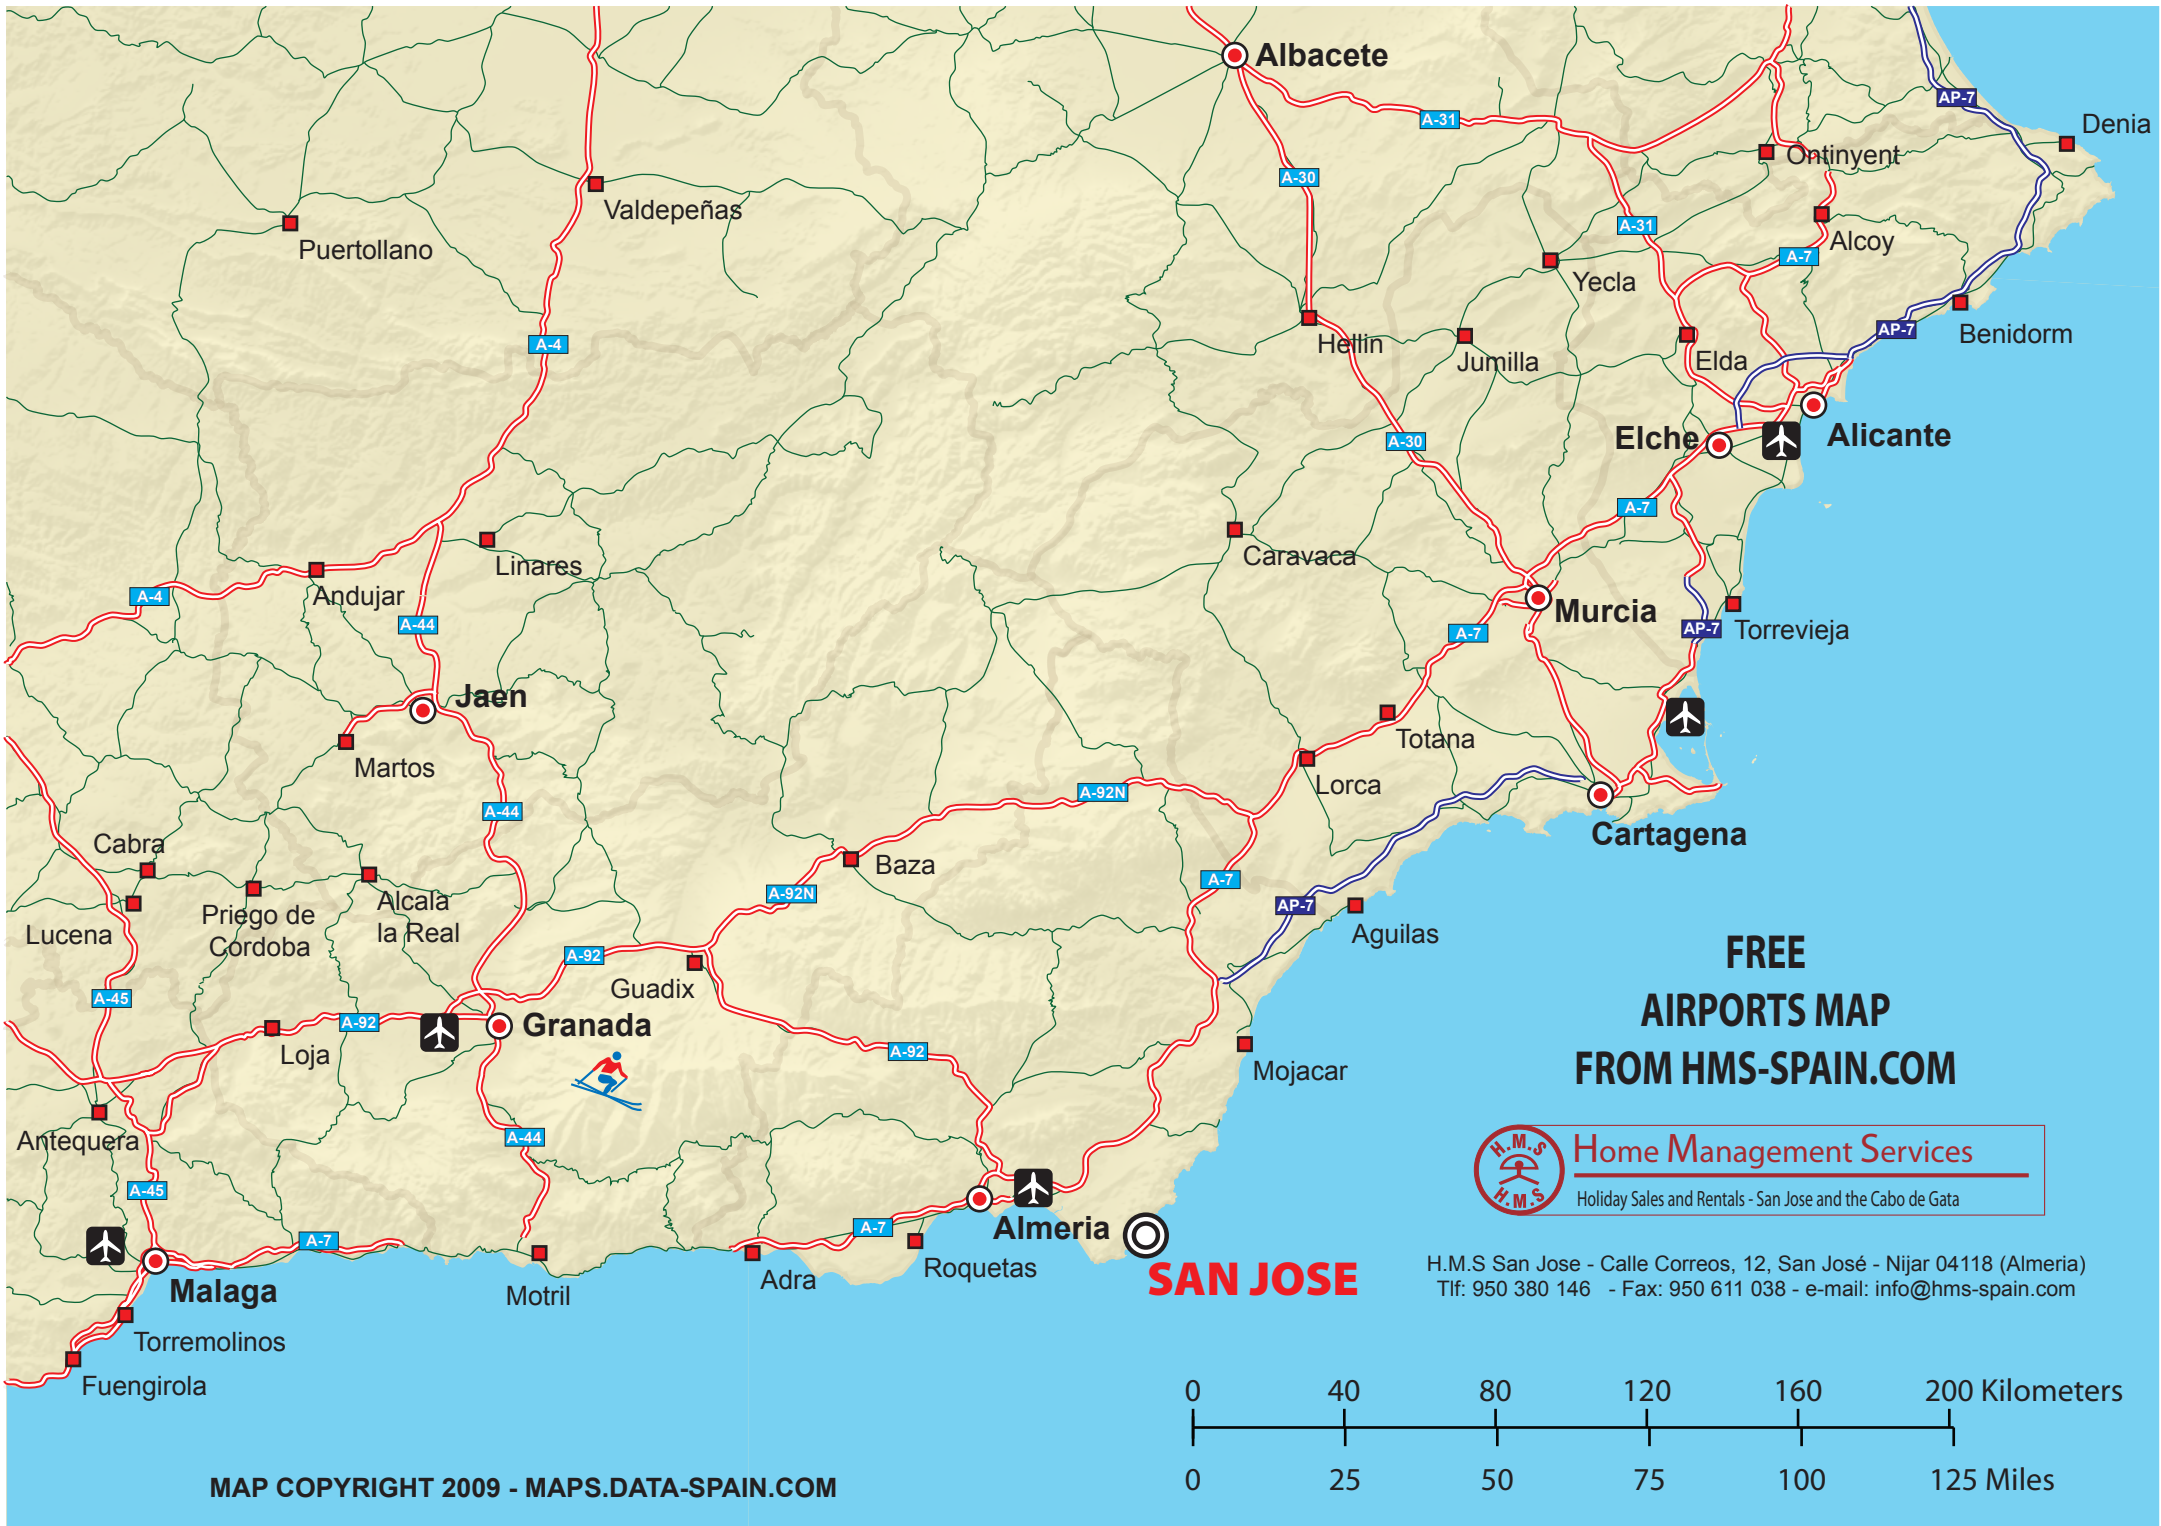 Albacete
AP-7
Denia
A-31
Ontinyent
A-30
Valdepeñas
Puertollano
A-31
Alcoy
A-7
Yecla
A-4
Hellin
Jumilla
Elda
AP-7
Benidorm
A-30
Elche
Alicante
A-7
Caravaca
Linares
Andujar
A-4
A-44
Murcia
A-7
AP-7
Torrevieja
Jaen
Martos
Totana
Lorca
A-92N
A-44
Cartagena
Cabra
Baza
A-92N
A-7
Alcala
la Real
Priego de
Cordoba
Lucena
AP-7
Aguilas
A-92
Guadix
A-45
A-92
Granada
Loja
A-92
Mojacar
FREE
AIRPORTS MAP
FROM HMS-SPAIN.COM
Antequera
A-44
H.M.S
H.M.S
Home Management Services
Holiday Sales and Rentals - San Jose and the Cabo de Gata
A-45
A-7
A-7
Almeria
Malaga
Motril
Adra
Roquetas
SAN JOSE
H.M.S San Jose - Calle Correos, 12, San José - Nijar 04118 (Almeria)
Tlf: 950 380 146 - Fax: 950 611 038 - e-mail: info@hms-spain.com
Torremolinos
Fuengirola
0 40 80 120 160 200 Kilometers
0 25 50 75 100 125 Miles
MAP COPYRIGHT 2009 - MAPS.DATA-SPAIN.COM